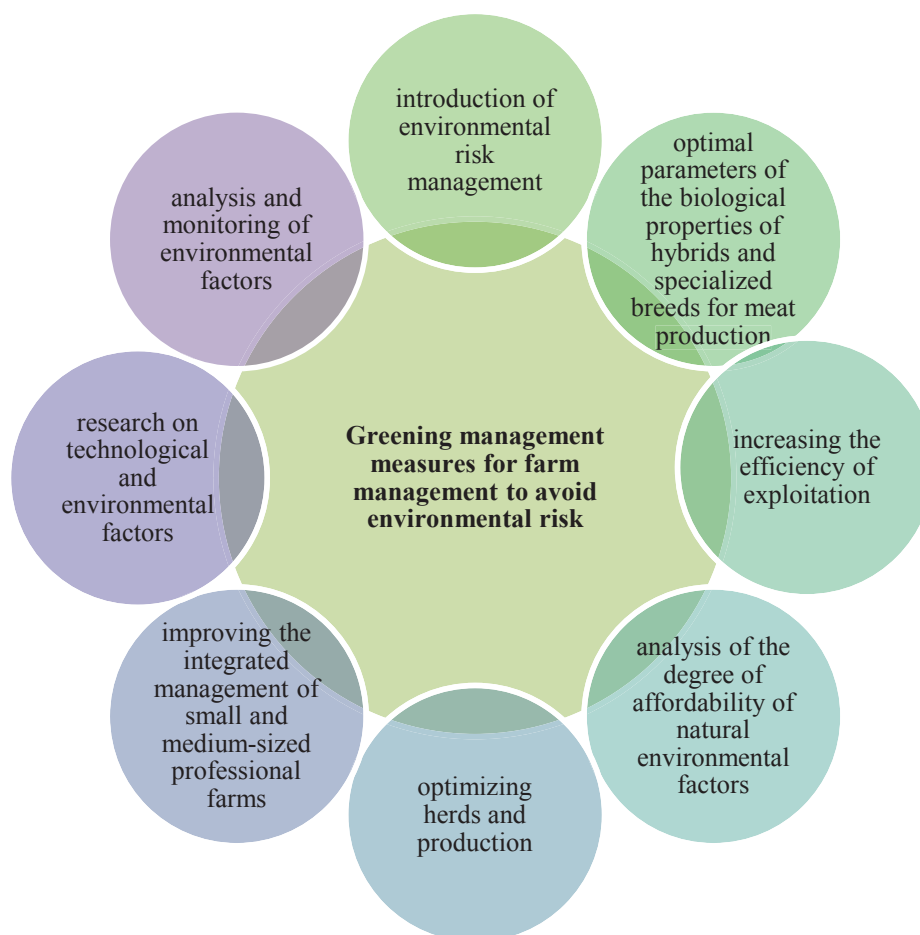 introduction of
environmental
risk
management
optimal
parameters of
the biological
properties of
hybrids and
specialized
breeds for meat
production
increasing the
efficiency of
exploitation
analysis of the
degree of
affordability of
natural
environmental
factors
optimizing
herds and
production
improving the
integrated
management of
small and
medium-sized
professional
farms
research on
technological
and
environmental
factors
analysis and
monitoring of
environmental
factors
Greening management
measures for farm
management to avoid
environmental risk